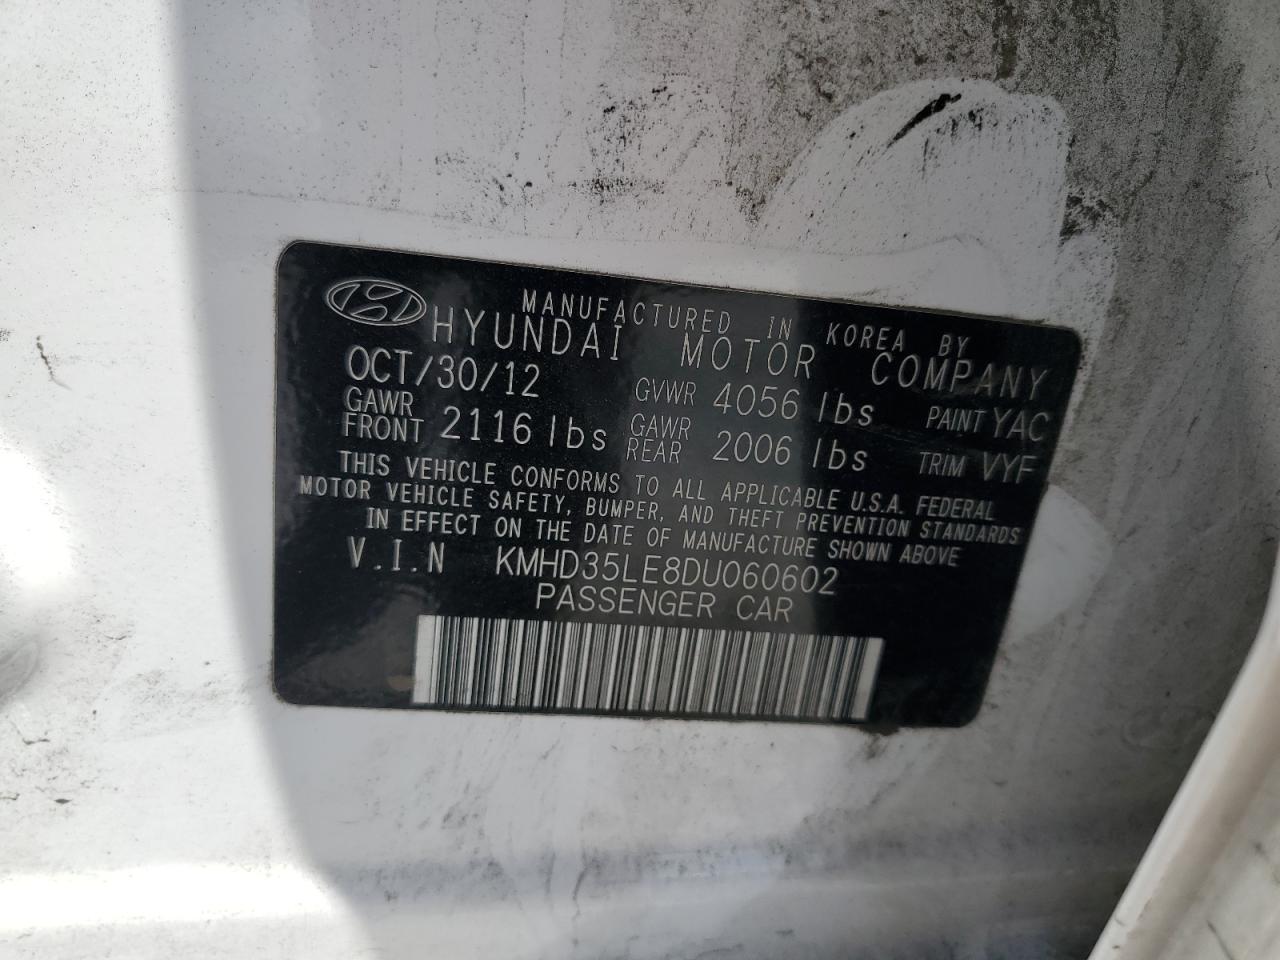 MANUFACTURED IN KOREA BY
HYUNDAI MOTOR COMPANY
OCT/30/12 GVWR 4056 lbs PAINT YAC
GAWR FRONT 2116 lbs GAWR REAR 2006 lbs TRIM VYF
THIS VEHICLE CONFORMS TO ALL APPLICABLE U.S.A. FEDERAL
MOTOR VEHICLE SAFETY, BUMPER, AND THEFT PREVENTION STANDARDS
IN EFFECT ON THE DATE OF MANUFACTURE SHOWN ABOVE
V.I.N KMHD35LE8DU060602
PASSENGER CAR